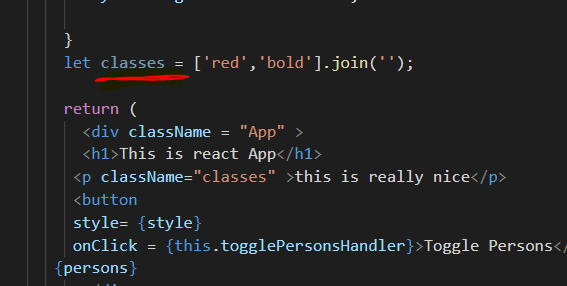 }
let classes = ['red','bold'].join('');
return (
<div className = "App" >
<h1>This is react App</h1>
<p className="classes" >this is really nice</p>
<button
style= {style}
onClick = {this.togglePersonsHandler}>Toggle Persons</
{persons}
</div>